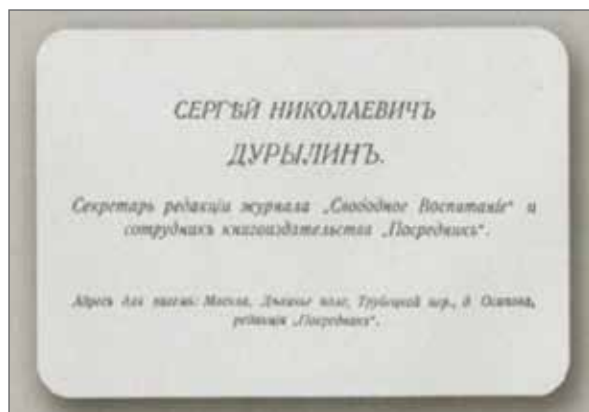 СЕРГѢЙ НИКОЛАЕВИЧЪ
ДУРЫЛИНЪ.
Секретарь редакціи журнала „Свободное Воспитаніе“ и
сотрудникъ книгоиздательства „Посредникъ“.
Адресъ для писемъ: Москва, Дѣвичье поле, Трубецкой пер., д. Осипова,
редакція „Посредникъ“.